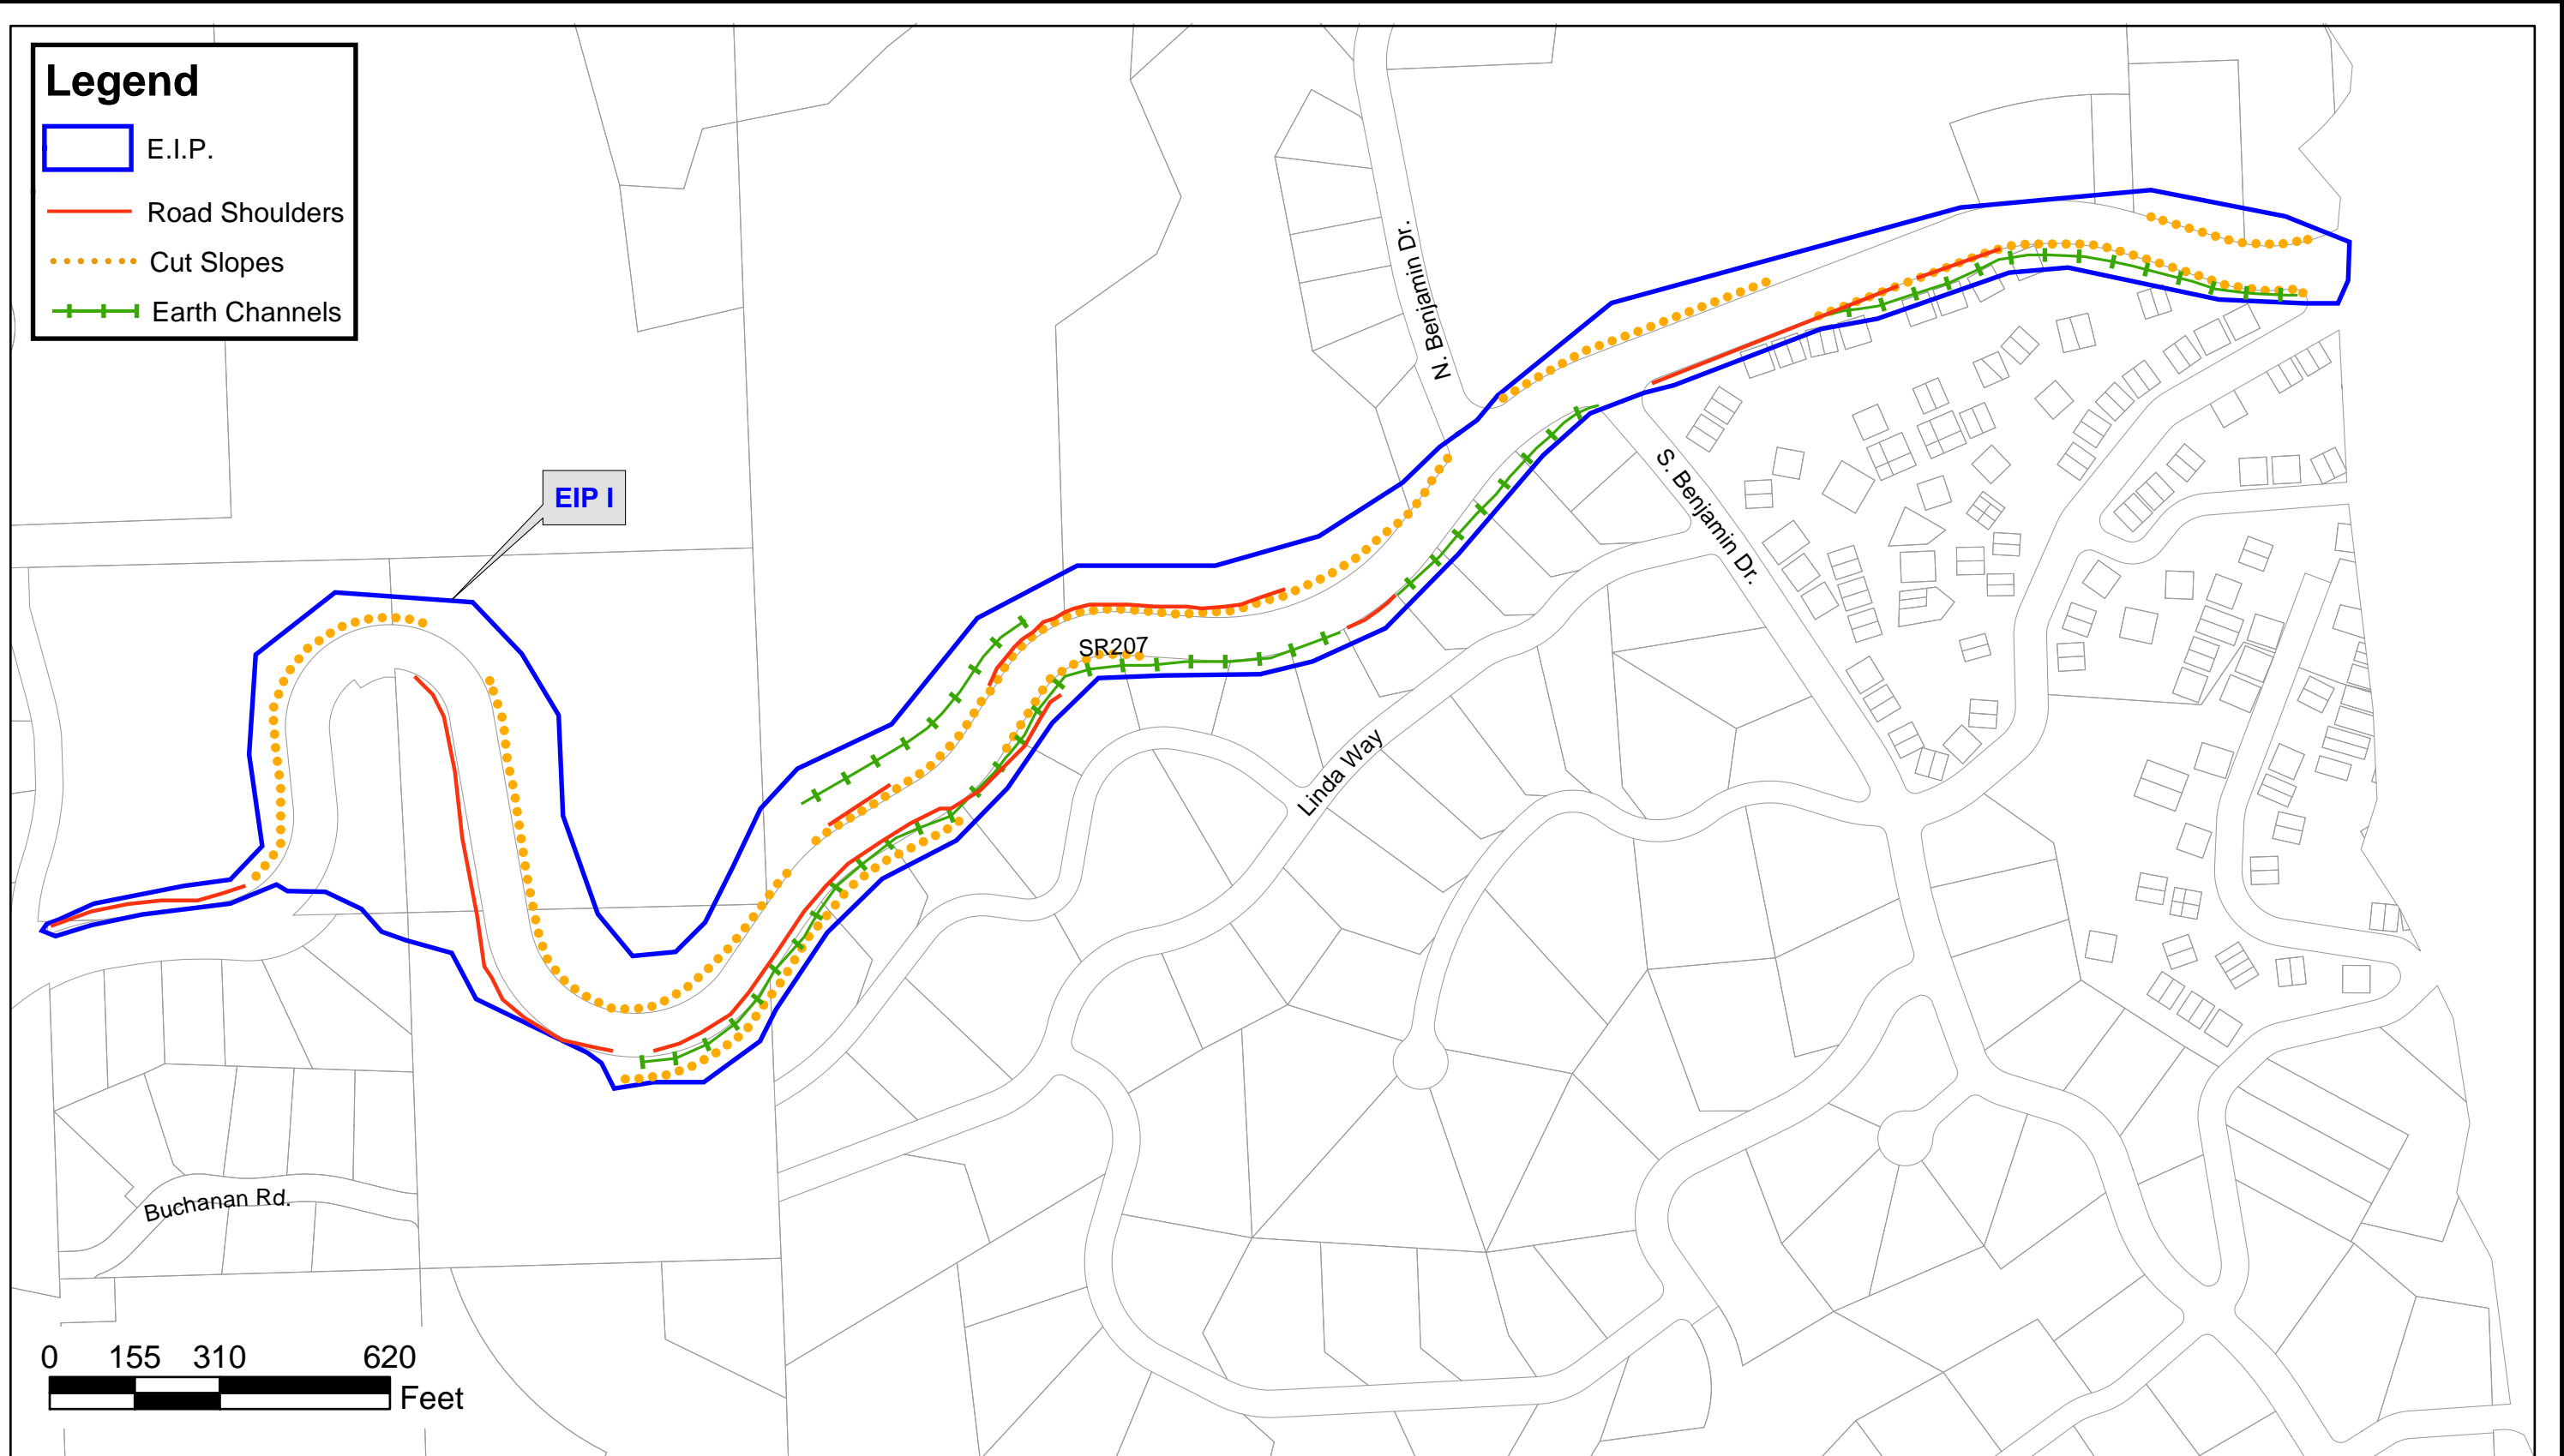 Legend
E.I.P.
Road Shoulders
Cut Slopes
Earth Channels
N. Benjamin Dr.
EIP I
S. Benjamin Dr.
SR207
Linda Way
Buchanan Rd.
0 155 310 620
Feet